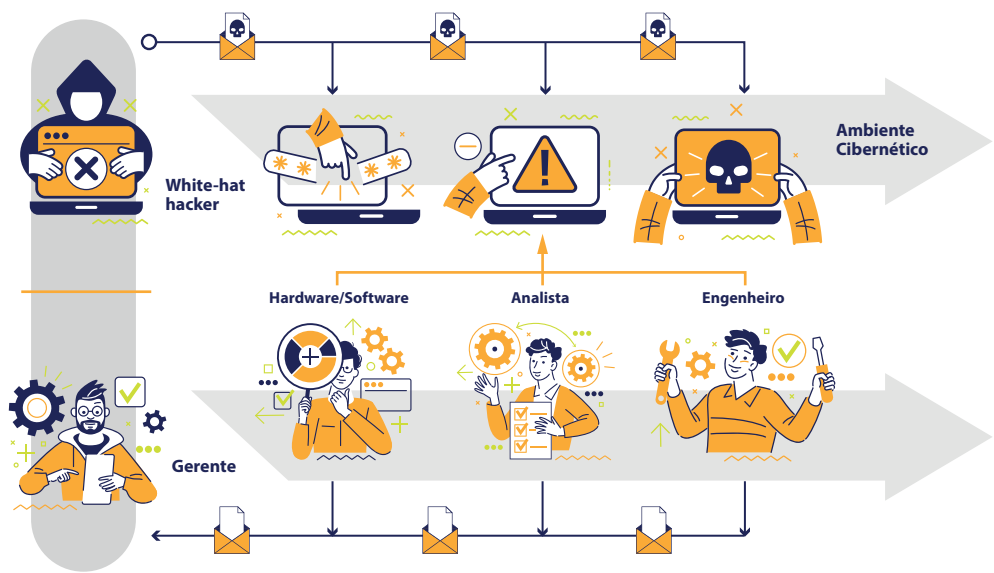 Ambiente
Cibernético
White-hat
hacker
Hardware/Software
Analista
Engenheiro
Gerente